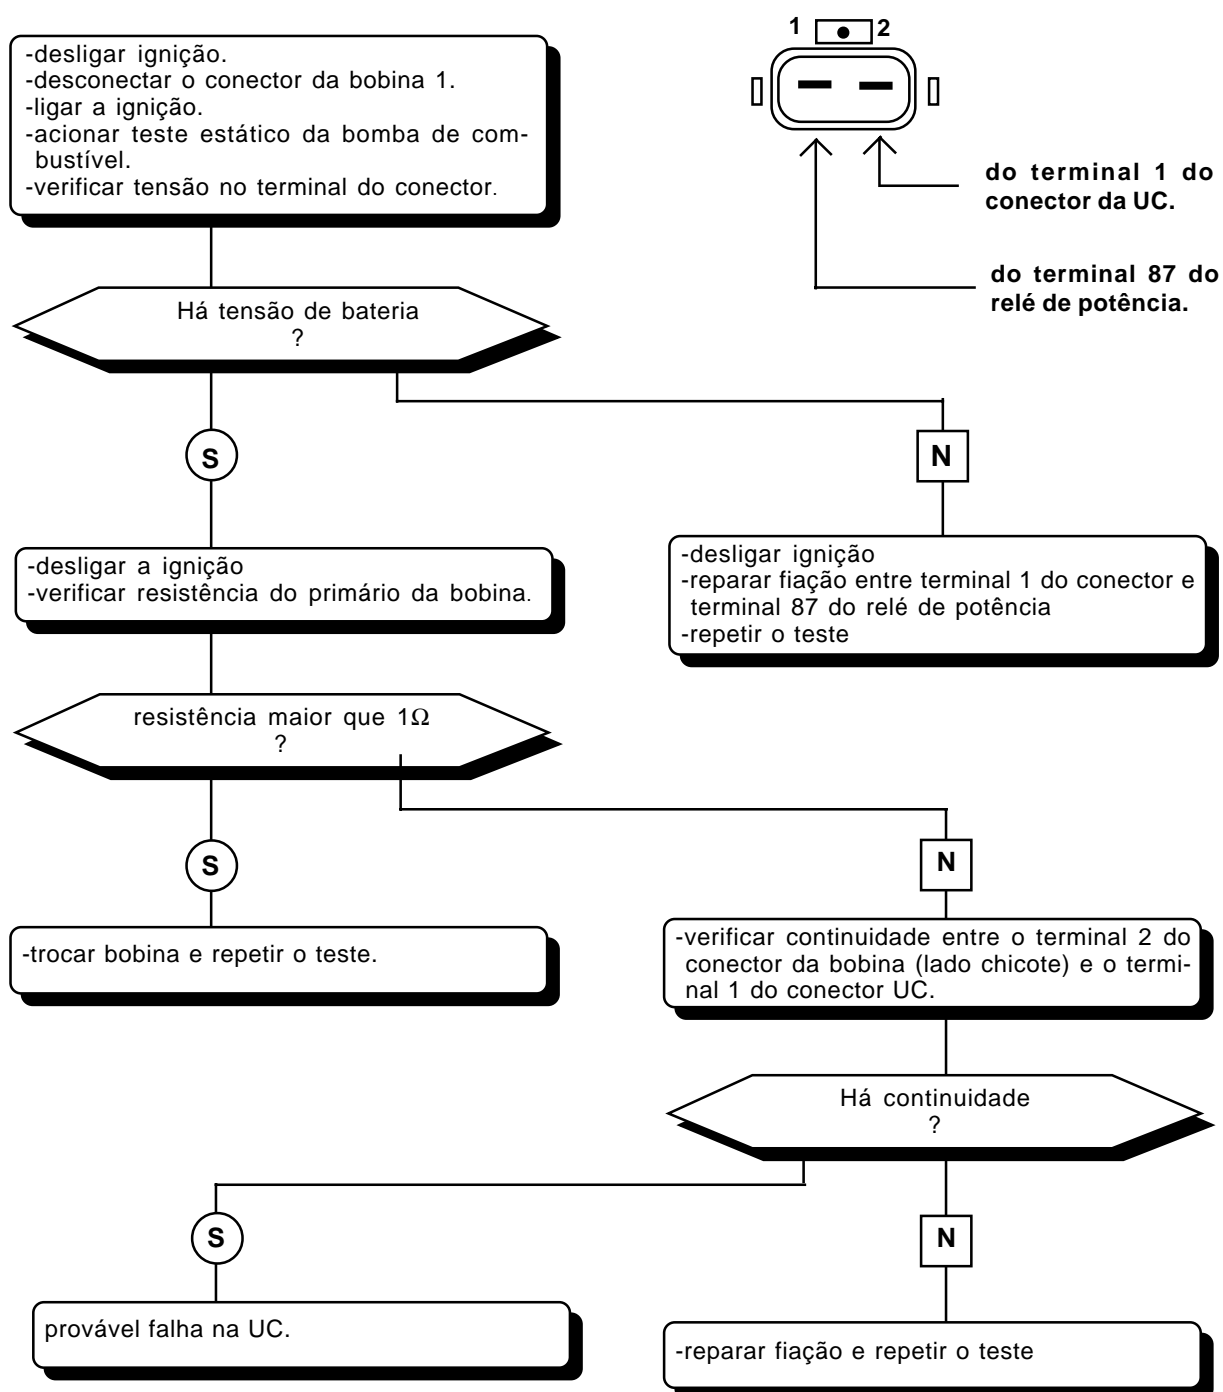 -desligar ignição.
-desconectar o conector da bobina 1.
-ligar a ignição.
-acionar teste estático da bomba de com-
bustível.
-verificar tensão no terminal do conector.
1 2
do terminal 1 do
conector da UC.
do terminal 87 do
relé de potência.
Há tensão de bateria
?
S
N
-desligar a ignição
-verificar resistência do primário da bobina.
-desligar ignição
-reparar fiação entre terminal 1 do conector e
terminal 87 do relé de potência
-repetir o teste
resistência maior que 1Ω
?
S
N
-trocar bobina e repetir o teste.
-verificar continuidade entre o terminal 2 do
conector da bobina (lado chicote) e o termi-
nal 1 do conector UC.
Há continuidade
?
S
N
provável falha na UC.
-reparar fiação e repetir o teste